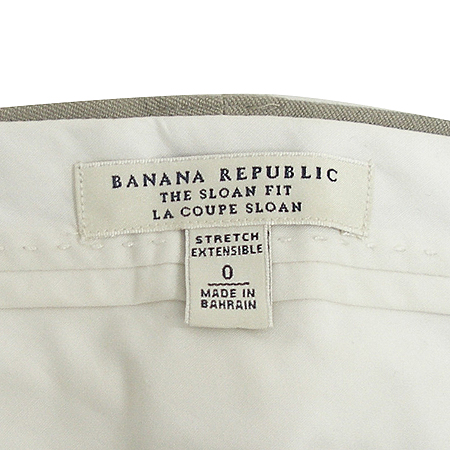 BANANA REPUBLIC
THE SLOAN FIT
LA COUPE SLOAN
STRETCH
EXTENSIBLE
0
MADE IN
BAHRAIN